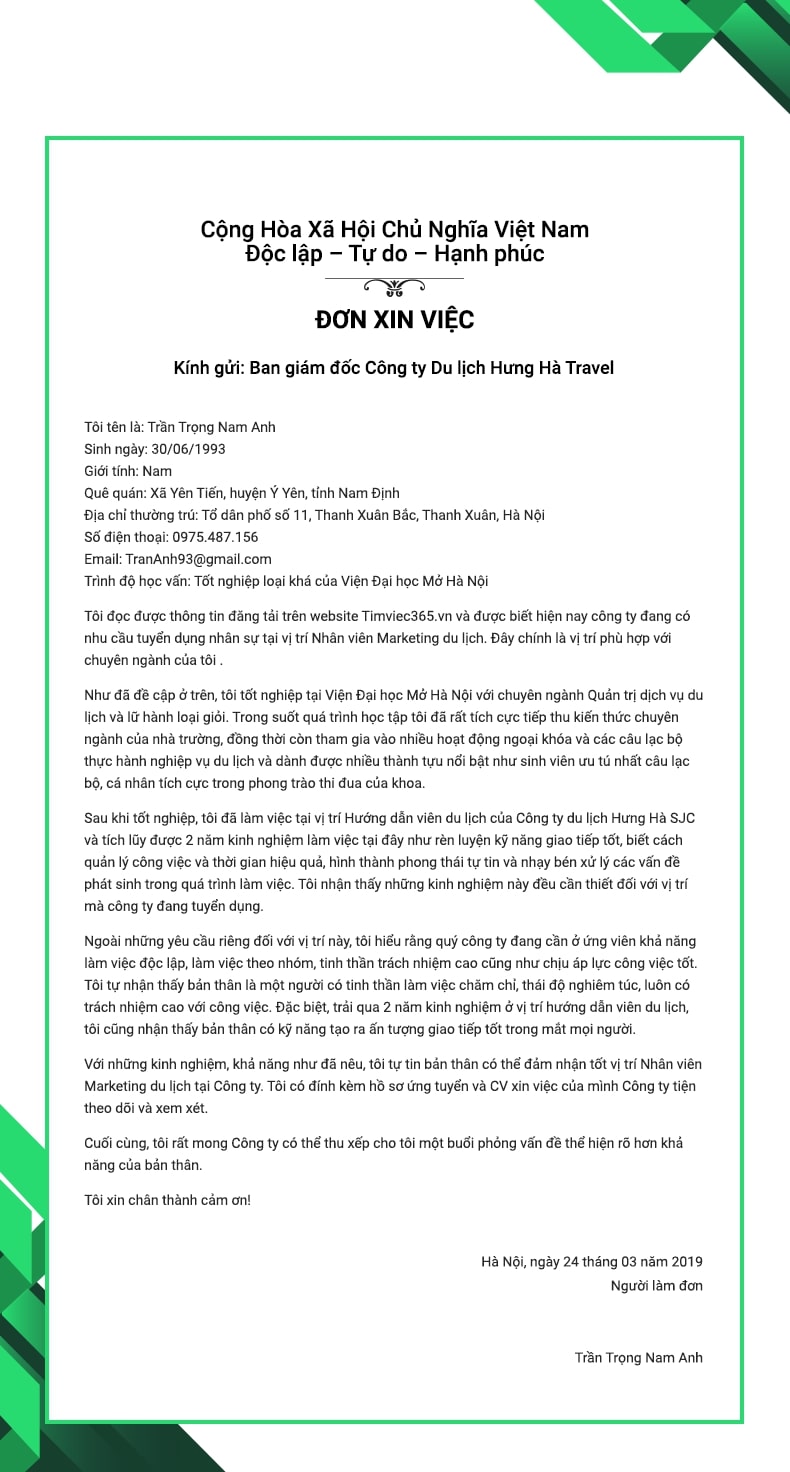 Cộng Hòa Xã Hội Chủ Nghĩa Việt Nam
Độc lập – Tự do – Hạnh phúc
ĐƠN XIN VIỆC
Kính gửi: Ban giám đốc Công ty Du lịch Hưng Hà Travel
Tôi tên là: Trần Trọng Nam Anh
Sinh ngày: 30/06/1993
Giới tính: Nam
Quê quán: Xã Yên Tiến, huyện Ý Yên, tỉnh Nam Định
Địa chỉ thường trú: Tổ dân phố số 11, Thanh Xuân Bắc, Thanh Xuân, Hà Nội
Số điện thoại: 0975.487.156
Email: TranAnh93@gmail.com
Trình độ học vấn: Tốt nghiệp loại khá của Viện Đại học Mở Hà Nội
Tôi đọc được thông tin đăng tải trên website Timviec365.vn và được biết hiện nay công ty đang có
nhu cầu tuyển dụng nhân sự tại vị trí Nhân viên Marketing du lịch. Đây chính là vị trí phù hợp với
chuyên ngành của tôi .
Như đã đề cập ở trên, tôi tốt nghiệp tại Viện Đại học Mở Hà Nội với chuyên ngành Quản trị dịch vụ du
lịch và lữ hành loại giỏi. Trong suốt quá trình học tập tôi đã rất tích cực tiếp thu kiến thức chuyên
ngành của nhà trường, đồng thời còn tham gia vào nhiều hoạt động ngoại khóa và các câu lạc bộ
thực hành nghiệp vụ du lịch và dành được nhiều thành tựu nổi bật như sinh viên ưu tú nhất câu lạc
bộ, cá nhân tích cực trong phong trào thi đua của khoa.
Sau khi tốt nghiệp, tôi đã làm việc tại vị trí Hướng dẫn viên du lịch của Công ty du lịch Hưng Hà SJC
và tích lũy được 2 năm kinh nghiệm làm việc tại đây như rèn luyện kỹ năng giao tiếp tốt, biết cách
quản lý công việc và thời gian hiệu quả, hình thành phong thái tự tin và nhạy bén xử lý các vấn đề
phát sinh trong quá trình làm việc. Tôi nhận thấy những kinh nghiệm này đều cần thiết đối với vị trí
mà công ty đang tuyển dụng.
Ngoài những yêu cầu riêng đối với vị trí này, tôi hiểu rằng quý công ty đang cần ở ứng viên khả năng
làm việc độc lập, làm việc theo nhóm, tinh thần trách nhiệm cao cũng như chịu áp lực công việc tốt.
Tôi tự nhận thấy bản thân là một người có tinh thần làm việc chăm chỉ, thái độ nghiêm túc, luôn có
trách nhiệm cao với công việc. Đặc biệt, trải qua 2 năm kinh nghiệm ở vị trí hướng dẫn viên du lịch,
tôi cũng nhận thấy bản thân có kỹ năng tạo ra ấn tượng giao tiếp tốt trong mắt mọi người.
Với những kinh nghiệm, khả năng như đã nêu, tôi tự tin bản thân có thể đảm nhận tốt vị trí Nhân viên
Marketing du lịch tại Công ty. Tôi có đính kèm hồ sơ ứng tuyển và CV xin việc của mình Công ty tiện
theo dõi và xem xét.
Cuối cùng, tôi rất mong Công ty có thể thu xếp cho tôi một buổi phỏng vấn đề thể hiện rõ hơn khả
năng của bản thân.
Tôi xin chân thành cảm ơn!
Hà Nội, ngày 24 tháng 03 năm 2019
Người làm đơn
Trần Trọng Nam Anh